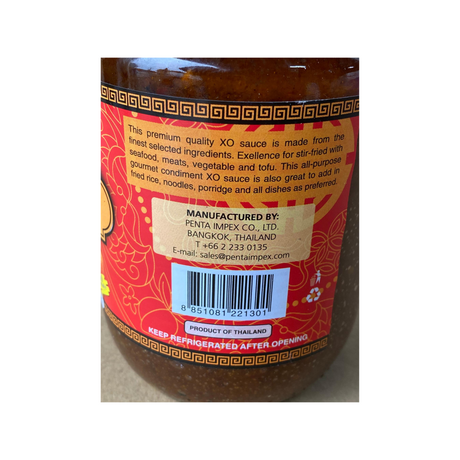 This premium quality XO sauce is made from the
finest selected ingredients. Exellence for stir-fried with
seafood, meats, vegetable and tofu. This all-purpose
gourmet condiment XO sauce is also great to add in
fried rice, noodles, porridge and all dishes as preferred.
MANUFACTURED BY:
PENTA IMPEX CO., LTD.
BANGKOK, THAILAND
T +66 2 233 0135
E-mail: sales@pentaimpex.com
8 851081 221301
PRODUCT OF THAILAND
KEEP REFRIGERATED AFTER OPENING